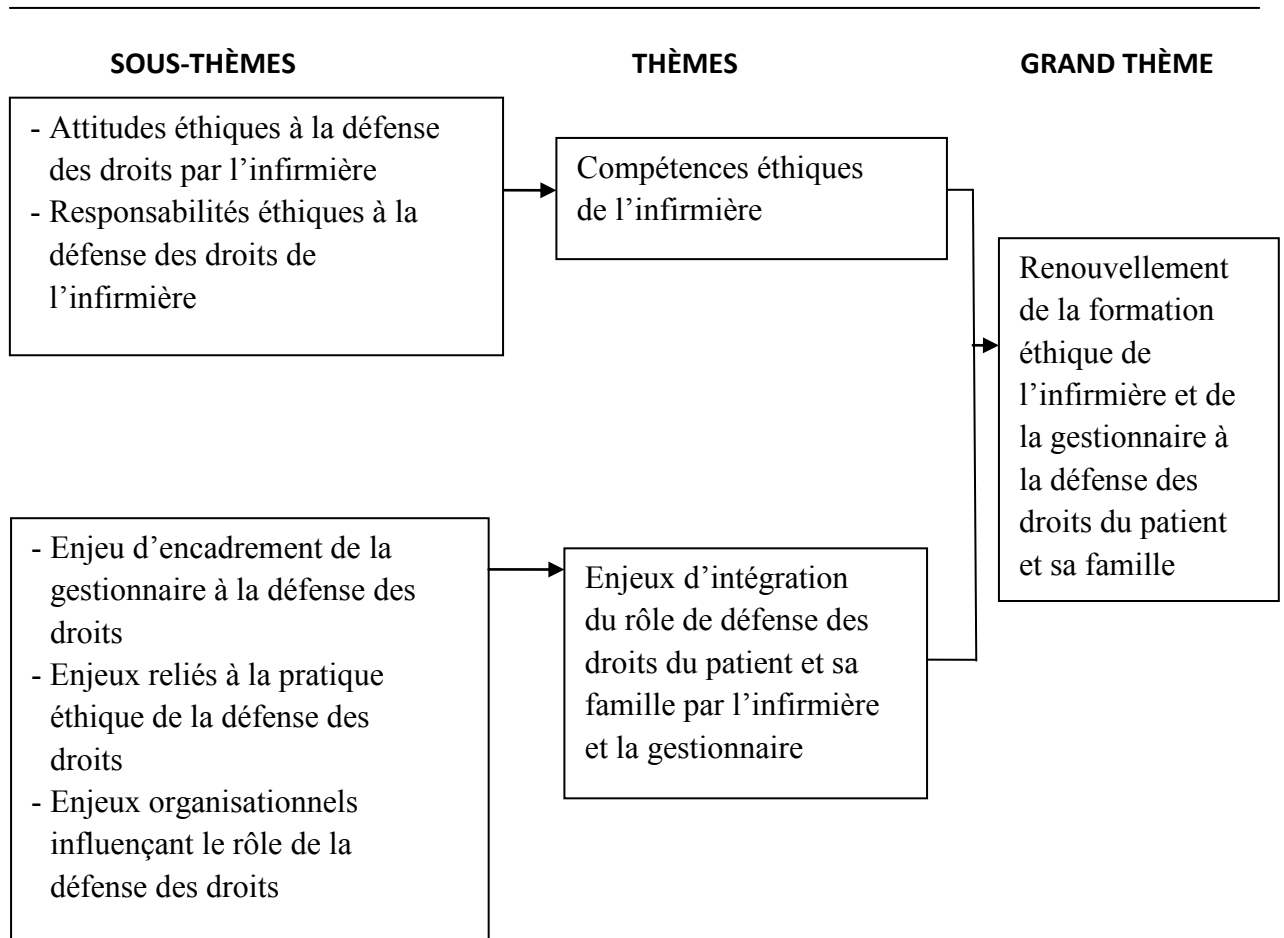 SOUS-THÈMES
THÈMES
GRAND THÈME
- Attitudes éthiques à la défense
des droits par l’infirmière
- Responsabilités éthiques à la
défense des droits de
l’infirmière
Compétences éthiques
de l’infirmière
Renouvellement
de la formation
éthique de
l’infirmière et de
la gestionnaire à
la défense des
droits du patient
et sa famille
- Enjeu d’encadrement de la
gestionnaire à la défense des
droits
- Enjeux reliés à la pratique
éthique de la défense des
droits
- Enjeux organisationnels
influençant le rôle de la
défense des droits
Enjeux d’intégration
du rôle de défense des
droits du patient et sa
famille par l’infirmière
et la gestionnaire